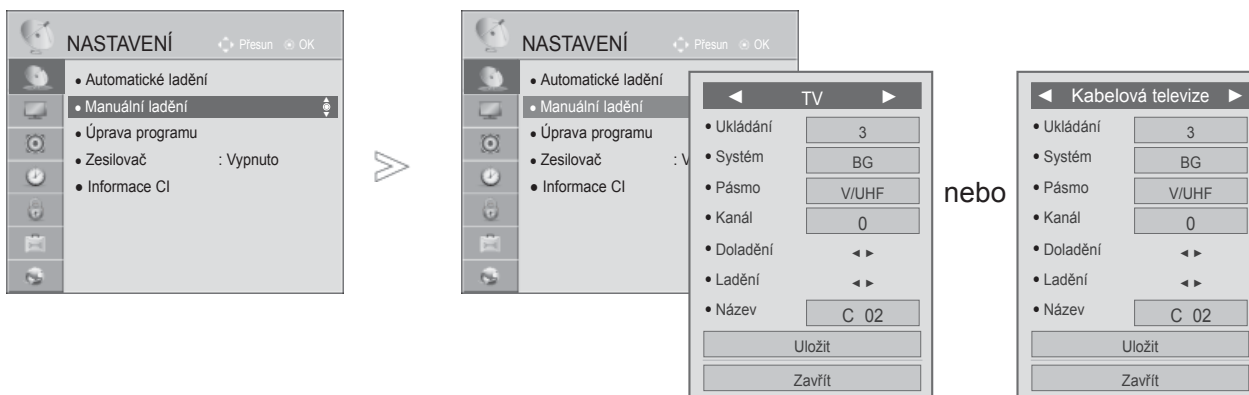 NASTAVENÍ Přesun OK
• Automatické ladění
• Manuální ladění
• Úprava programu
• Zesilovač : Vypnuto
• Informace CI
NASTAVENÍ Přesun OK
• Automatické ladění
• Manuální ladění
• Úprava programu
• Zesilovač : V
• Informace CI
◄ TV ►
• Ukládání 3
• Systém BG
• Pásmo V/UHF
• Kanál 0
• Doladění ◄ ►
• Ladění ◄ ►
• Název C 02
Uložit
Zavřít
nebo
◄ Kabelová televize ►
• Ukládání 3
• Systém BG
• Pásmo V/UHF
• Kanál 0
• Doladění ◄ ►
• Ladění ◄ ►
• Název C 02
Uložit
Zavřít